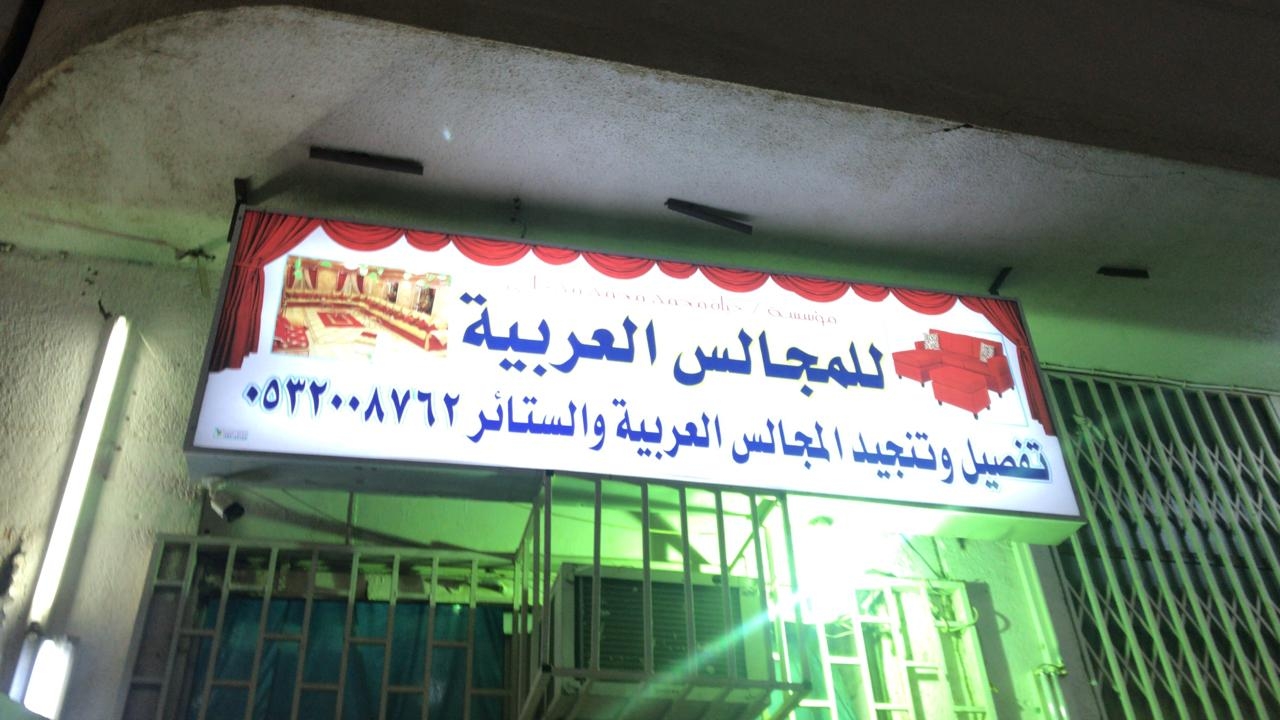 مؤسسة /
للمجالس العربية
تفصيل وتنجيد المجالس العربية والستائر ٠٥٣٢٠٠٨٧٦٢